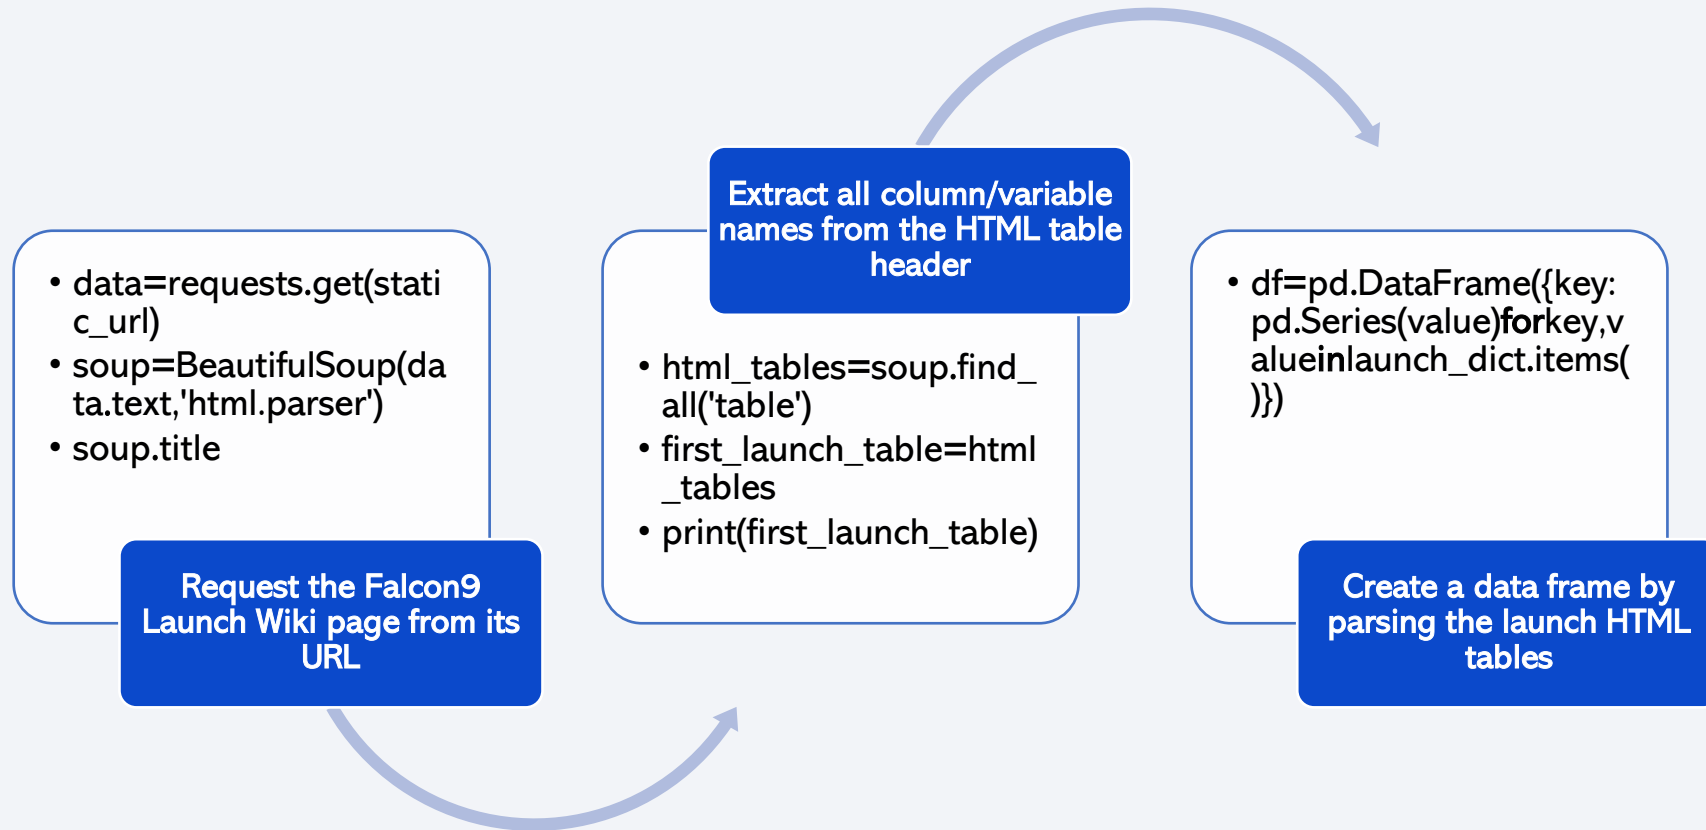 • data=requests.get(stati
c_url)
• soup=BeautifulSoup(da
ta.text,'html.parser')
• soup.title
Request the Falcon9
Launch Wiki page from its
URL
Extract all column/variable
names from the HTML table
header
• html_tables=soup.find_
all('table')
• first_launch_table=html
_tables
• print(first_launch_table)
• df=pd.DataFrame({key:
pd.Series(value)forkey,v
alueinlaunch_dict.items(
)})
Create a data frame by
parsing the launch HTML
tables